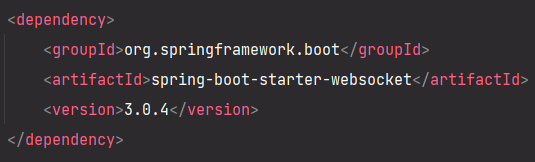 <dependency>
    <groupId>org.springframework.boot</groupId>
    <artifactId>spring-boot-starter-websocket</artifactId>
    <version>3.0.4</version>
</dependency>